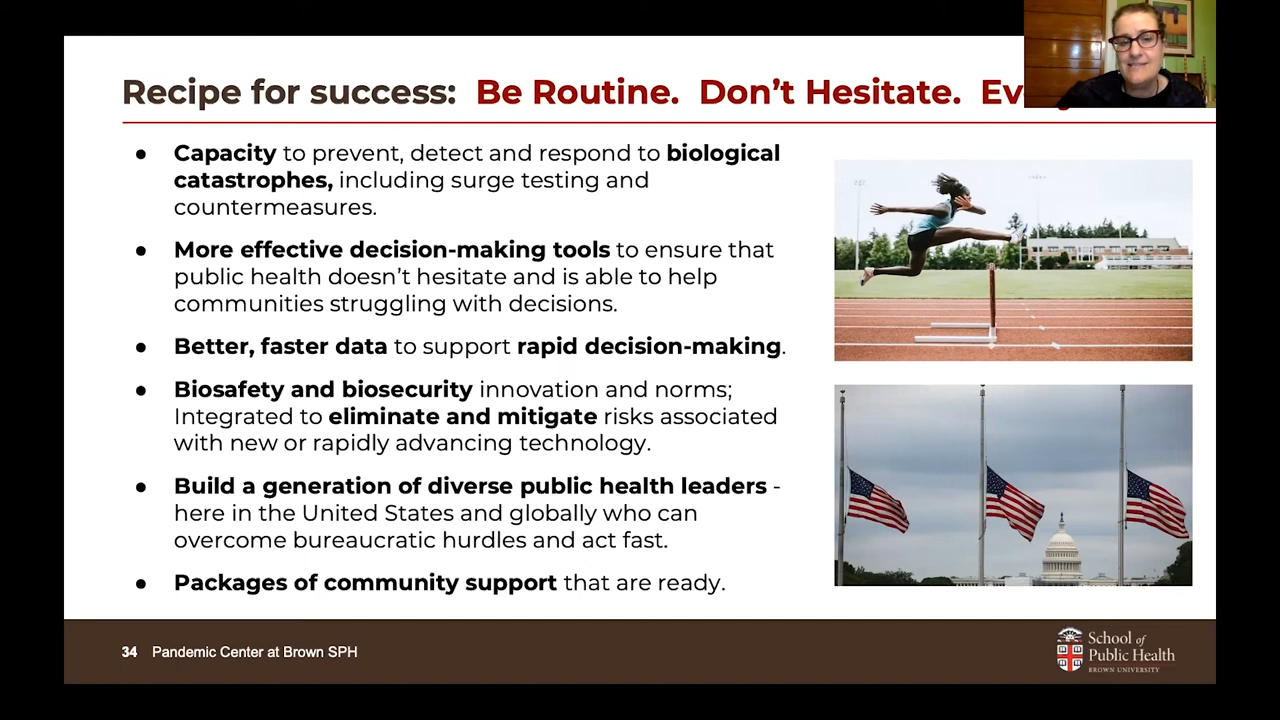 Recipe for success: Be Routine. Don't Hesitate.
● Capacity to prevent, detect and respond to biological
catastrophes, including surge testing and
countermeasures.
● More effective decision-making tools to ensure that
public health doesn't hesitate and is able to help
communities struggling with decisions.
● Better, faster data to support rapid decision-making.
● Biosafety and biosecurity innovation and norms;
Integrated to eliminate and mitigate risks associated
with new or rapidly advancing technology.
● Build a generation of diverse public health leaders -
here in the United States and globally who can
overcome bureaucratic hurdles and act fast.
● Packages of community support that are ready.
34 Pandemic Center at Brown SPH
School of
Public Health
BROWN UNIVERSITY